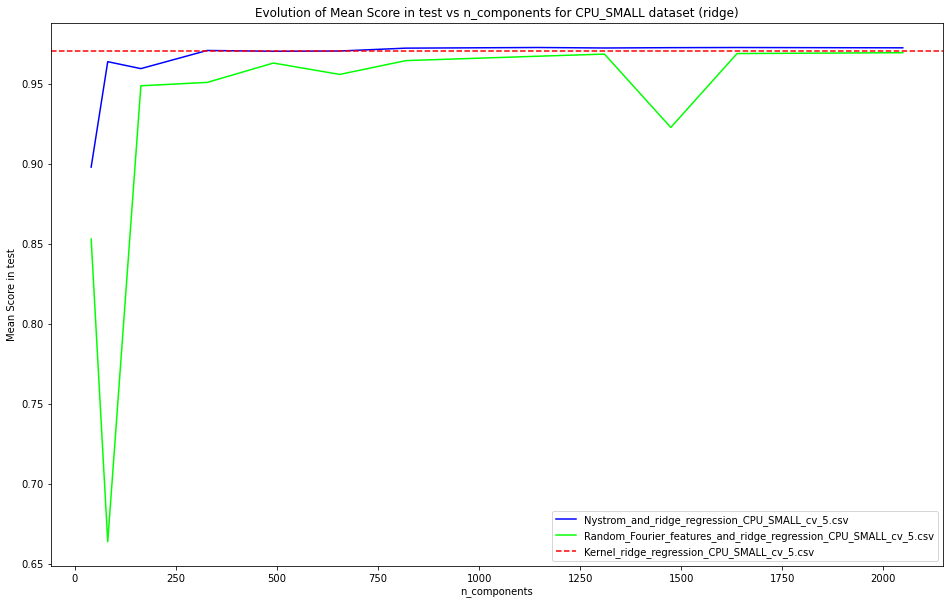 Evolution of Mean Score in test vs n_components for CPU_SMALL dataset (ridge)
Mean Score in test
0.95
0.90
0.85
0.80
0.75
0.70
0.65
Nystrom_and_ridge_regression_CPU_SMALL_cv_5.csv
Random_Fourier_features_and_ridge_regression_CPU_SMALL_cv_5.csv
Kernel_ridge_regression_CPU_SMALL_cv_5.csv
0 250 500 750 1000 1250 1500 1750 2000
n_components